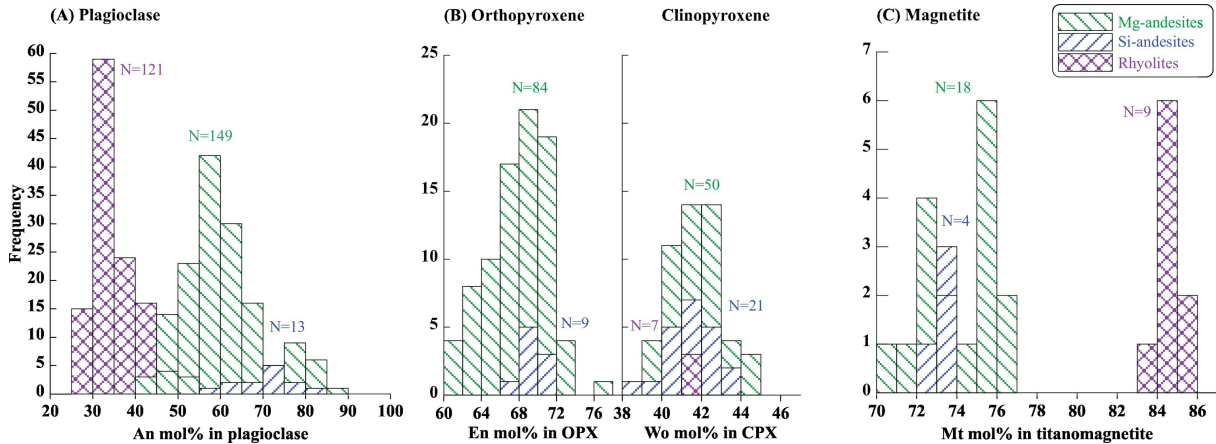 (A) Plagioclase
(B) Orthopyroxene
Clinopyroxene
(C) Magnetite
Mg-andesites
Si-andesites
Rhyolites
Frequency
60
55
50
45
40
35
30
25
20
15
10
5
0
N=121
N=149
N=13
20 30 40 50 60 70 80 90 100
An mol% in plagioclase
25
20
15
10
5
0
N=84
N=9
60 64 68 72 76
En mol% in OPX
N=50
N=21
N=7
38 40 42 44 46
Wo mol% in CPX
7
6
5
4
3
2
1
0
N=18
N=4
N=9
70 72 74 76 78 80 82 84 86
Mt mol% in titanomagnetite